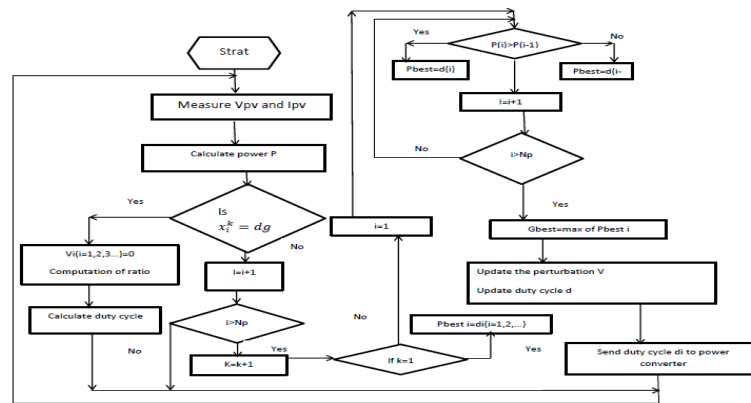 Strat
Measure Vpv and Ipv
Calculate power P
Is
$x_i^k = dg$
Yes
No
Vi(i=1,2,3...)=0
Computation of ratio
Calculate duty cycle
I=i+1
i>Np
No
Yes
K=k+1
If k=1
No
Yes
i=1
Pbest i=di(i=1,2,...)
P(i)>P(i-1)
Yes
No
Pbest=d(i)
Pbest=d(i-
I=i+1
i>Np
No
Yes
Gbest=max of Pbest i
Update the perturbation V
Update duty cycle d
Send duty cycle di to power
converter